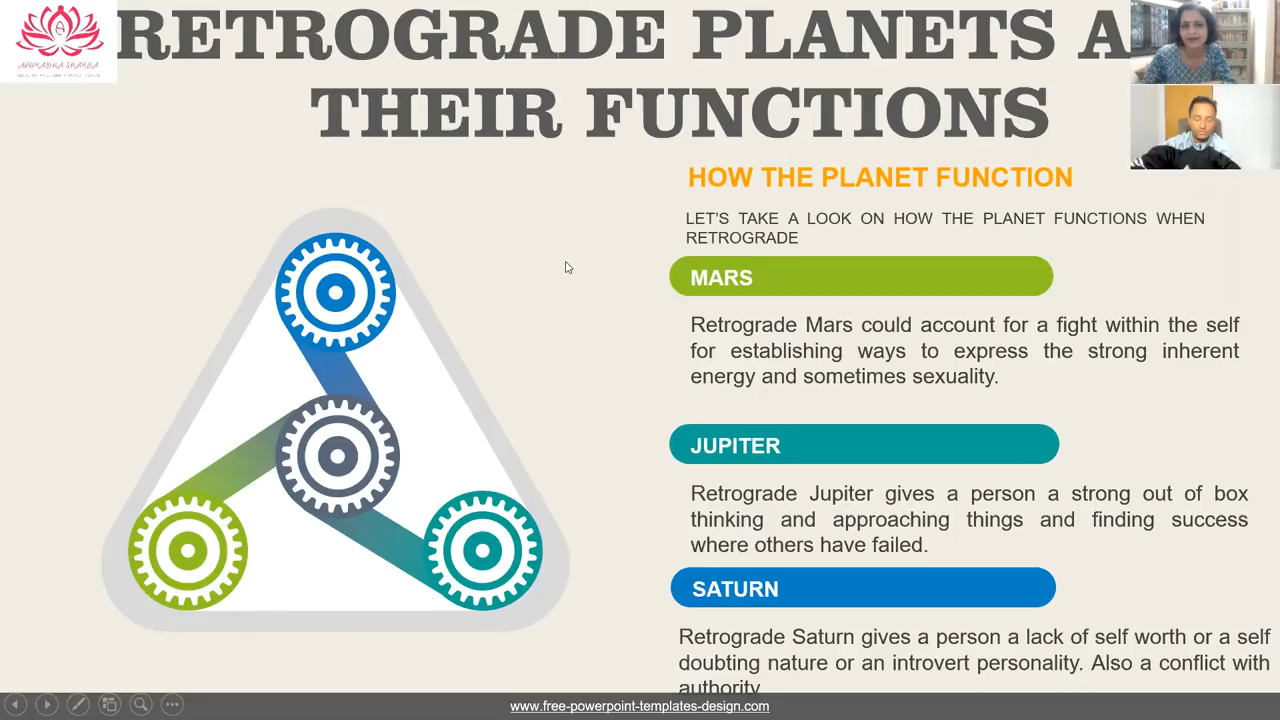 RETROGRADE PLANETS A
THEIR FUNCTIONS
HOW THE PLANET FUNCTION
LET'S TAKE A LOOK ON HOW THE PLANET FUNCTIONS WHEN
RETROGRADE
MARS
Retrograde Mars could account for a fight within the self
for establishing ways to express the strong inherent
energy and sometimes sexuality.
JUPITER
Retrograde Jupiter gives a person a strong out of box
thinking and approaching things and finding success
where others have failed.
SATURN
Retrograde Saturn gives a person a lack of self worth or a self
doubting nature or an introvert personality. Also a conflict with
authority
www.free-powerpoint-templates-design.com